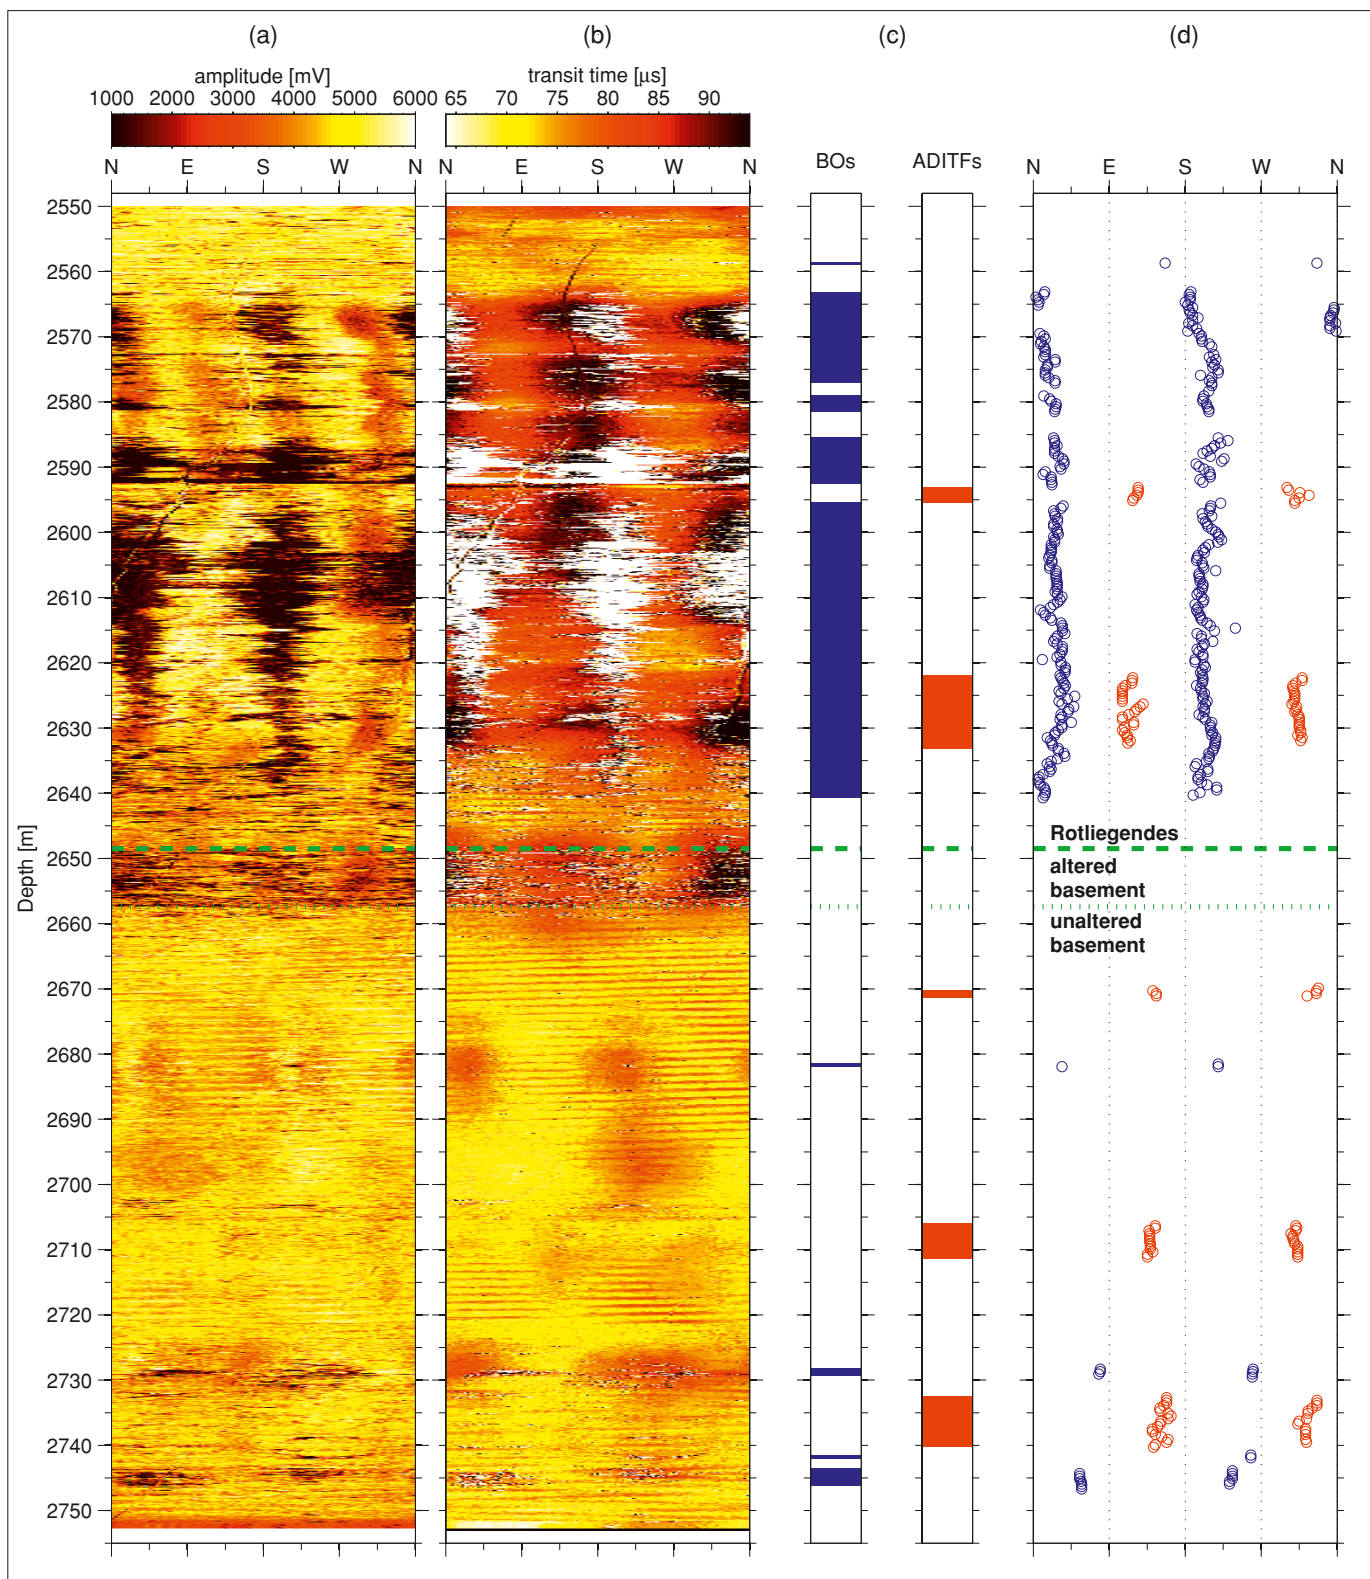 (a) (b) (c) (d)
amplitude [mV] transit time [µs]
1000 2000 3000 4000 5000 6000 65 70 75 80 85 90
BOs ADITFs
N E S W N N E S W N N E S W N
2550
2560
2570
2580
2590
2600
2610
2620
2630
2640
Rotliegendes
2650
altered
basement
2660
unaltered
basement
2670
2680
2690
2700
2710
2720
2730
2740
2750
Depth [m]